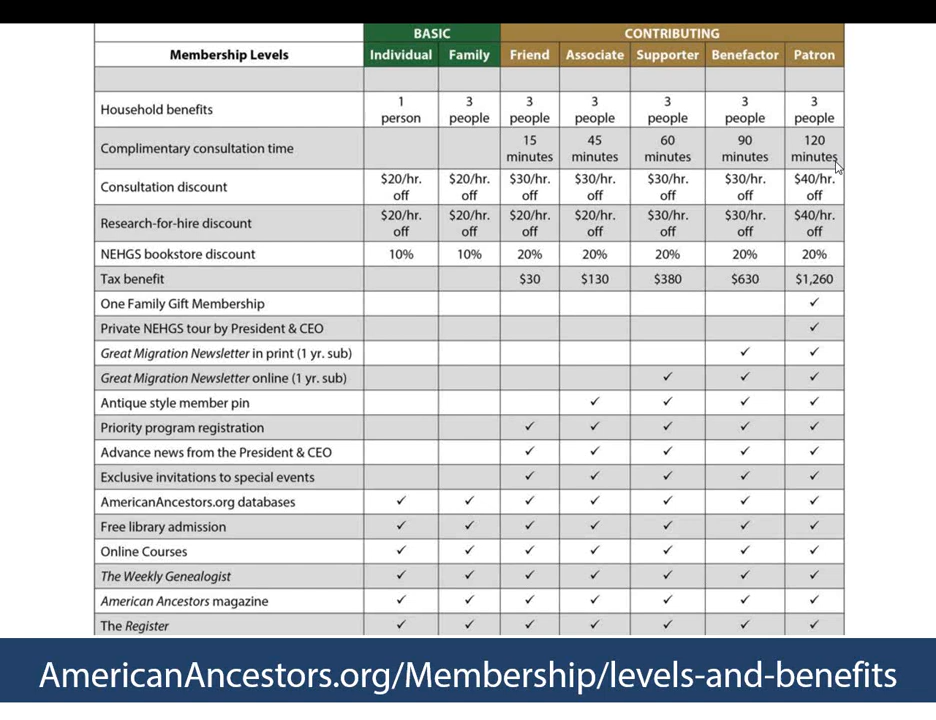 BASIC CONTRIBUTING
Membership Levels Individual Family Friend Associate Supporter Benefactor Patron
Household benefits 1 person 3 people 3 people 3 people 3 people 3 people 3 people
Complimentary consultation time 15 minutes 45 minutes 60 minutes 90 minutes 120 minutes
Consultation discount $20/hr. off $20/hr. off $30/hr. off $30/hr. off $30/hr. off $30/hr. off $40/hr. off
Research-for-hire discount $20/hr. off $20/hr. off $20/hr. off $20/hr. off $30/hr. off $30/hr. off $40/hr. off
NEHGS bookstore discount 10% 10% 20% 20% 20% 20% 20%
Tax benefit $30 $130 $380 $630 $1,260
One Family Gift Membership ✓
Private NEHGS tour by President & CEO ✓
Great Migration Newsletter in print (1 yr. sub) ✓ ✓
Great Migration Newsletter online (1 yr. sub) ✓ ✓ ✓
Antique style member pin ✓ ✓ ✓ ✓
Priority program registration ✓ ✓ ✓ ✓ ✓
Advance news from the President & CEO ✓ ✓ ✓ ✓ ✓
Exclusive invitations to special events ✓ ✓ ✓ ✓ ✓
AmericanAncestors.org databases ✓ ✓ ✓ ✓ ✓ ✓ ✓
Free library admission ✓ ✓ ✓ ✓ ✓ ✓ ✓
Online Courses ✓ ✓ ✓ ✓ ✓ ✓ ✓
The Weekly Genealogist ✓ ✓ ✓ ✓ ✓ ✓ ✓
American Ancestors magazine ✓ ✓ ✓ ✓ ✓ ✓ ✓
The Register ✓ ✓ ✓ ✓ ✓ ✓ ✓
AmericanAncestors.org/Membership/levels-and-benefits